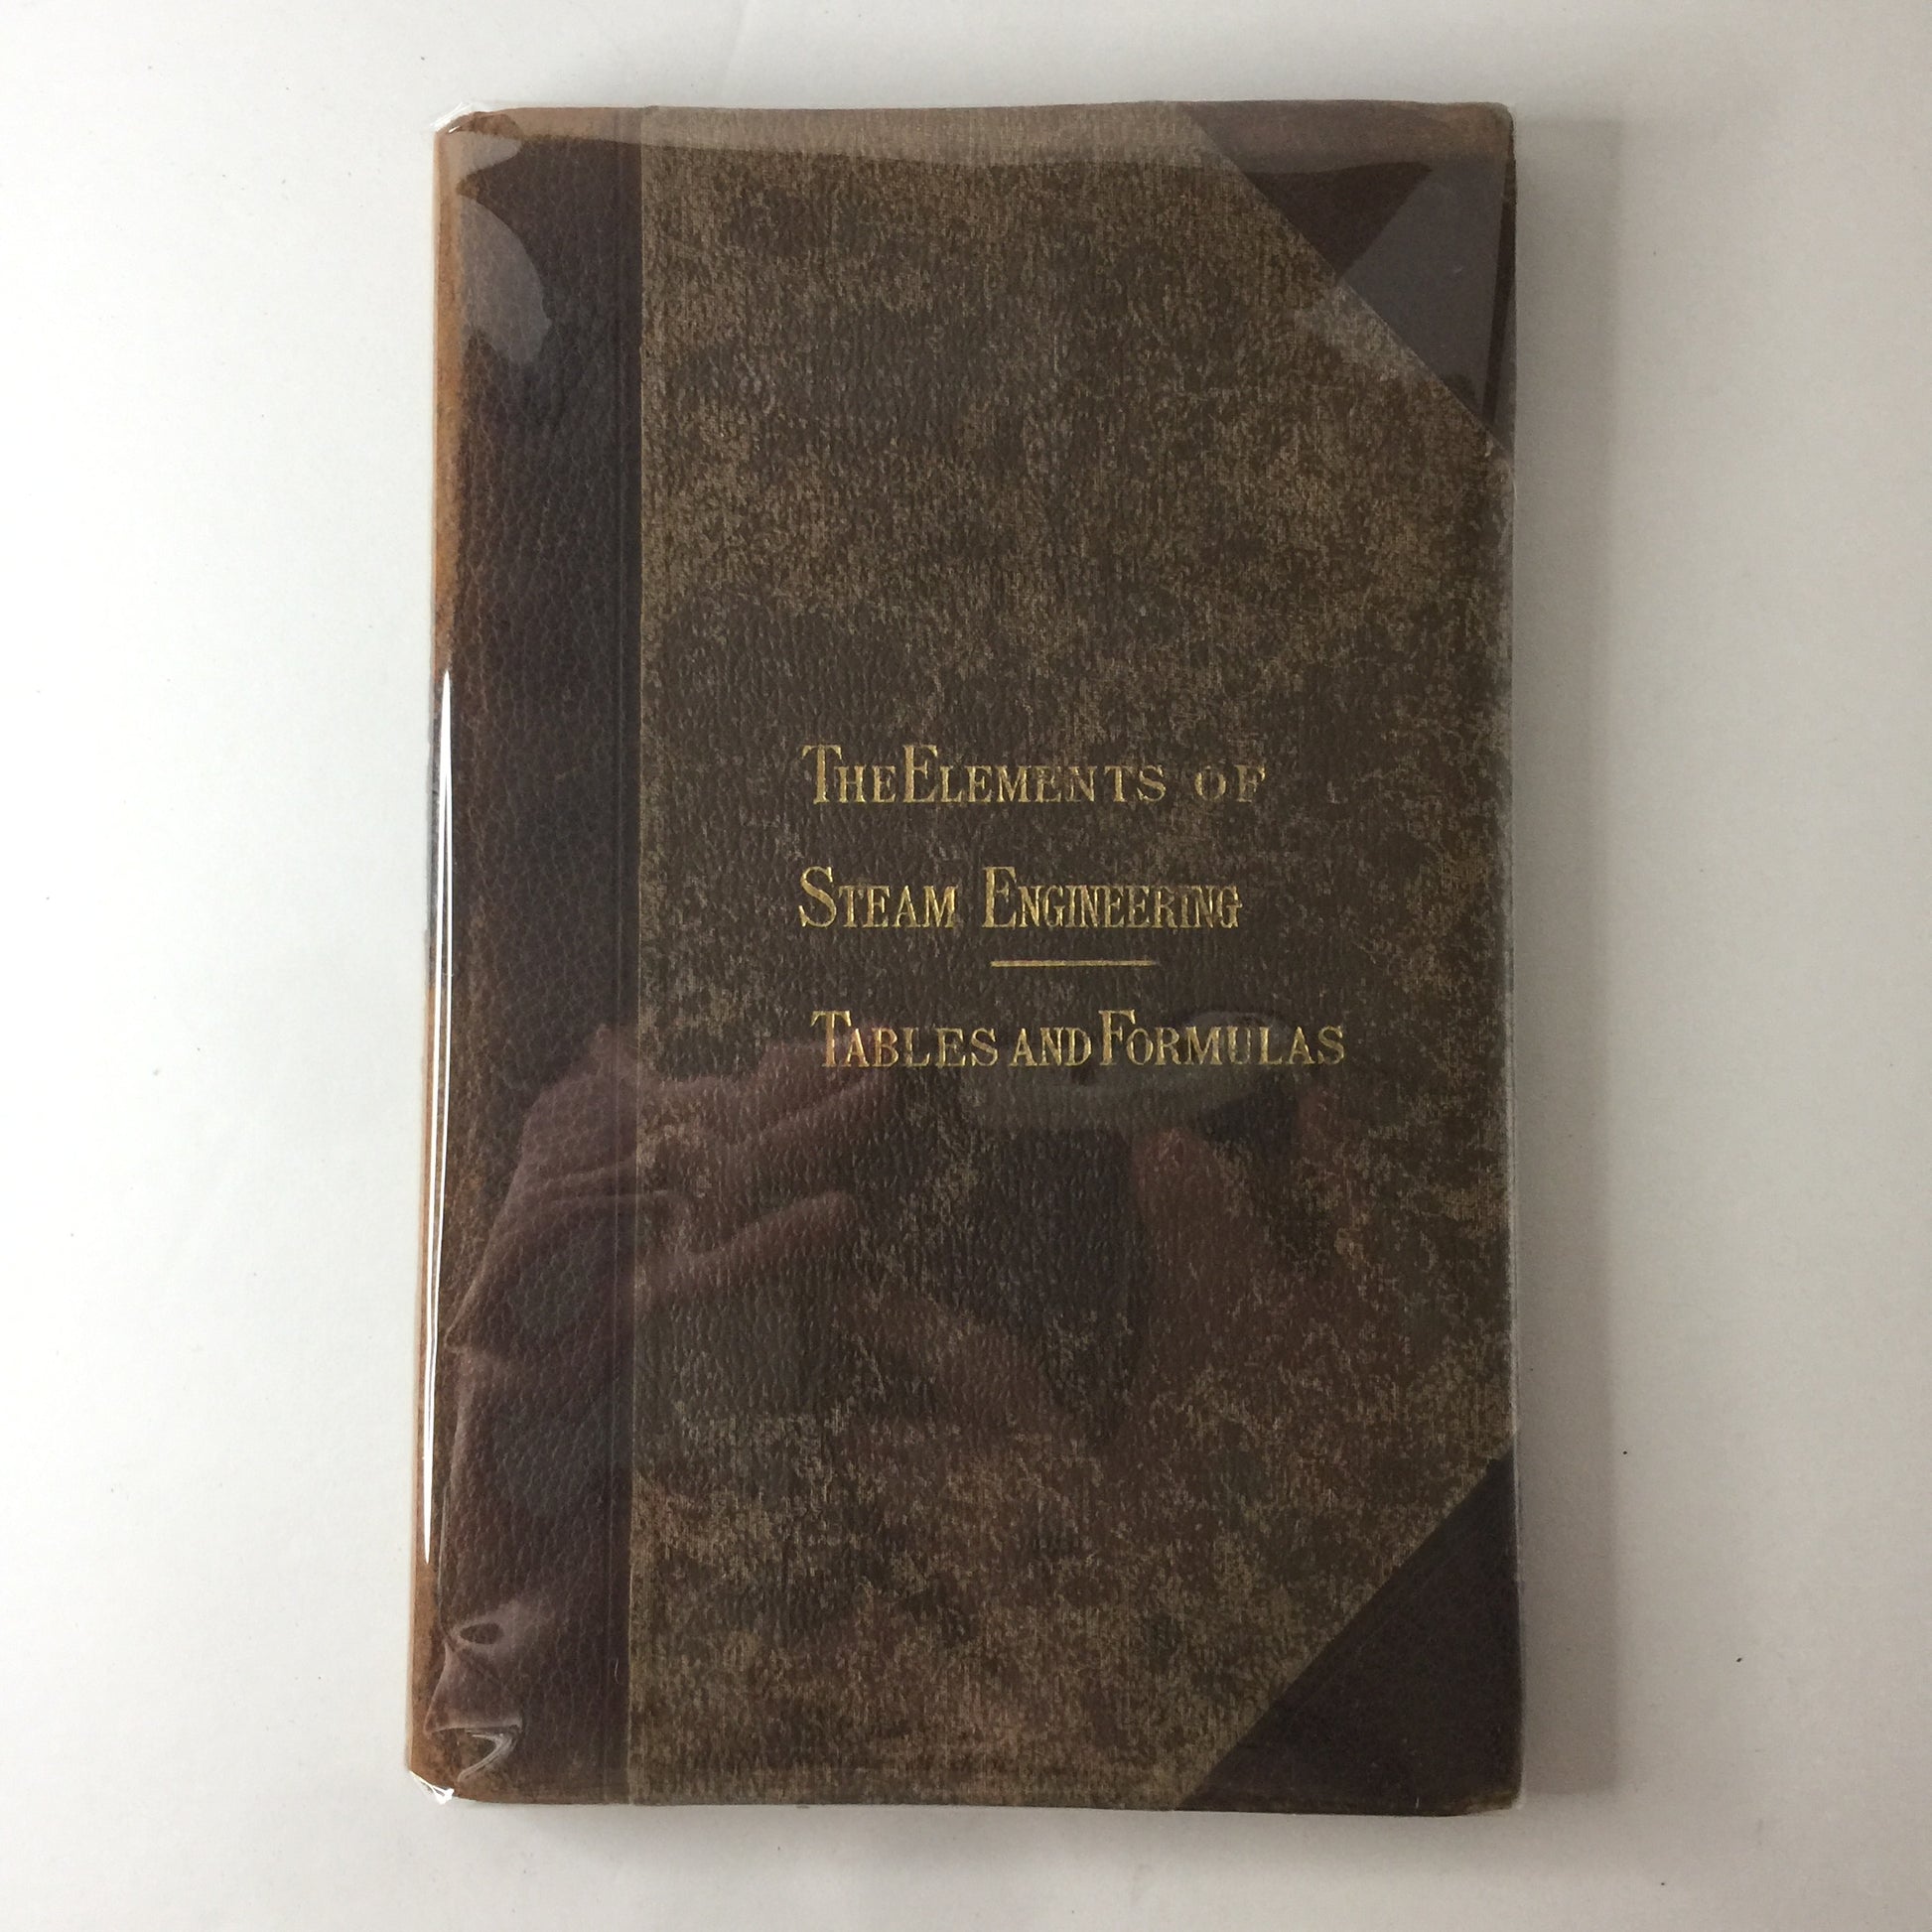 THE ELEMENTS OF
STEAM ENGINEERING
TABLES AND FORMULAS